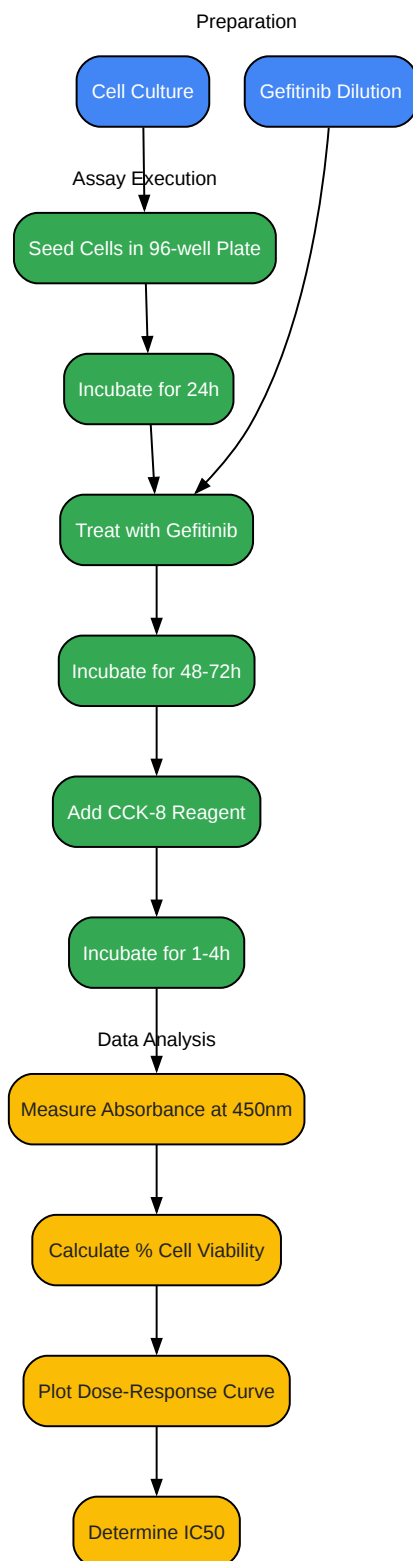 Preparation
Cell Culture
Gefitinib Dilution
Assay Execution
Seed Cells in 96-well Plate
Incubate for 24h
Treat with Gefitinib
Incubate for 48-72h
Add CCK-8 Reagent
Incubate for 1-4h
Data Analysis
Measure Absorbance at 450nm
Calculate % Cell Viability
Plot Dose-Response Curve
Determine IC50